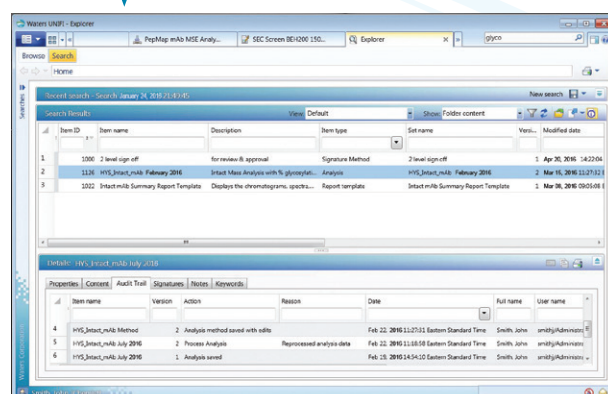 Waters UNIFI - Explorer
PepMap mAb MSE Analy... SEC Screen BEH200 150... Explorer glyco
Browse Search
Home
Searches
Recent search - Search January 24, 2016 21:49:45 New search
Search Results View: Default Show: Folder content
Item ID Item name Description Item type Set name Versi... Modified date
1 1000 2 level sign off for review & approval Signature Method 2 level sign off 1 Apr 20, 2016 14:22:04
2 1126 HYS_Intact_mAb February 2016 Intact Mass Analysis with % glycosylati... Analysis HYS_Intact_mAb February 2016 2 Mar 15, 2016 11:27:32
3 1022 Intact mAb Summary Report Template Displays the chromatograms, spectra,... Report template Intact mAb Summary Report Template 1 Mar 08, 2016 09:05:08
Details: HYS_Intact_mAb July 2016
Properties Content Audit Trail Signatures Notes Keywords
Item name Version Action Reason Date Full name User name
4 HYS_Intact_mAb Method 2 Analysis method saved with edits Feb 22, 2016 11:27:31 Eastern Standard Time Smith, John smithj/Administra
5 HYS_Intact_mAb July 2016 2 Process Analysis Reprocessed analysis data Feb 22, 2016 11:18:58 Eastern Standard Time Smith, John smithj/Administra
6 HYS_Intact_mAb July 2016 1 Analysis saved Feb 19, 2016 14:54:10 Eastern Standard Time Smith, John smithj/Administra